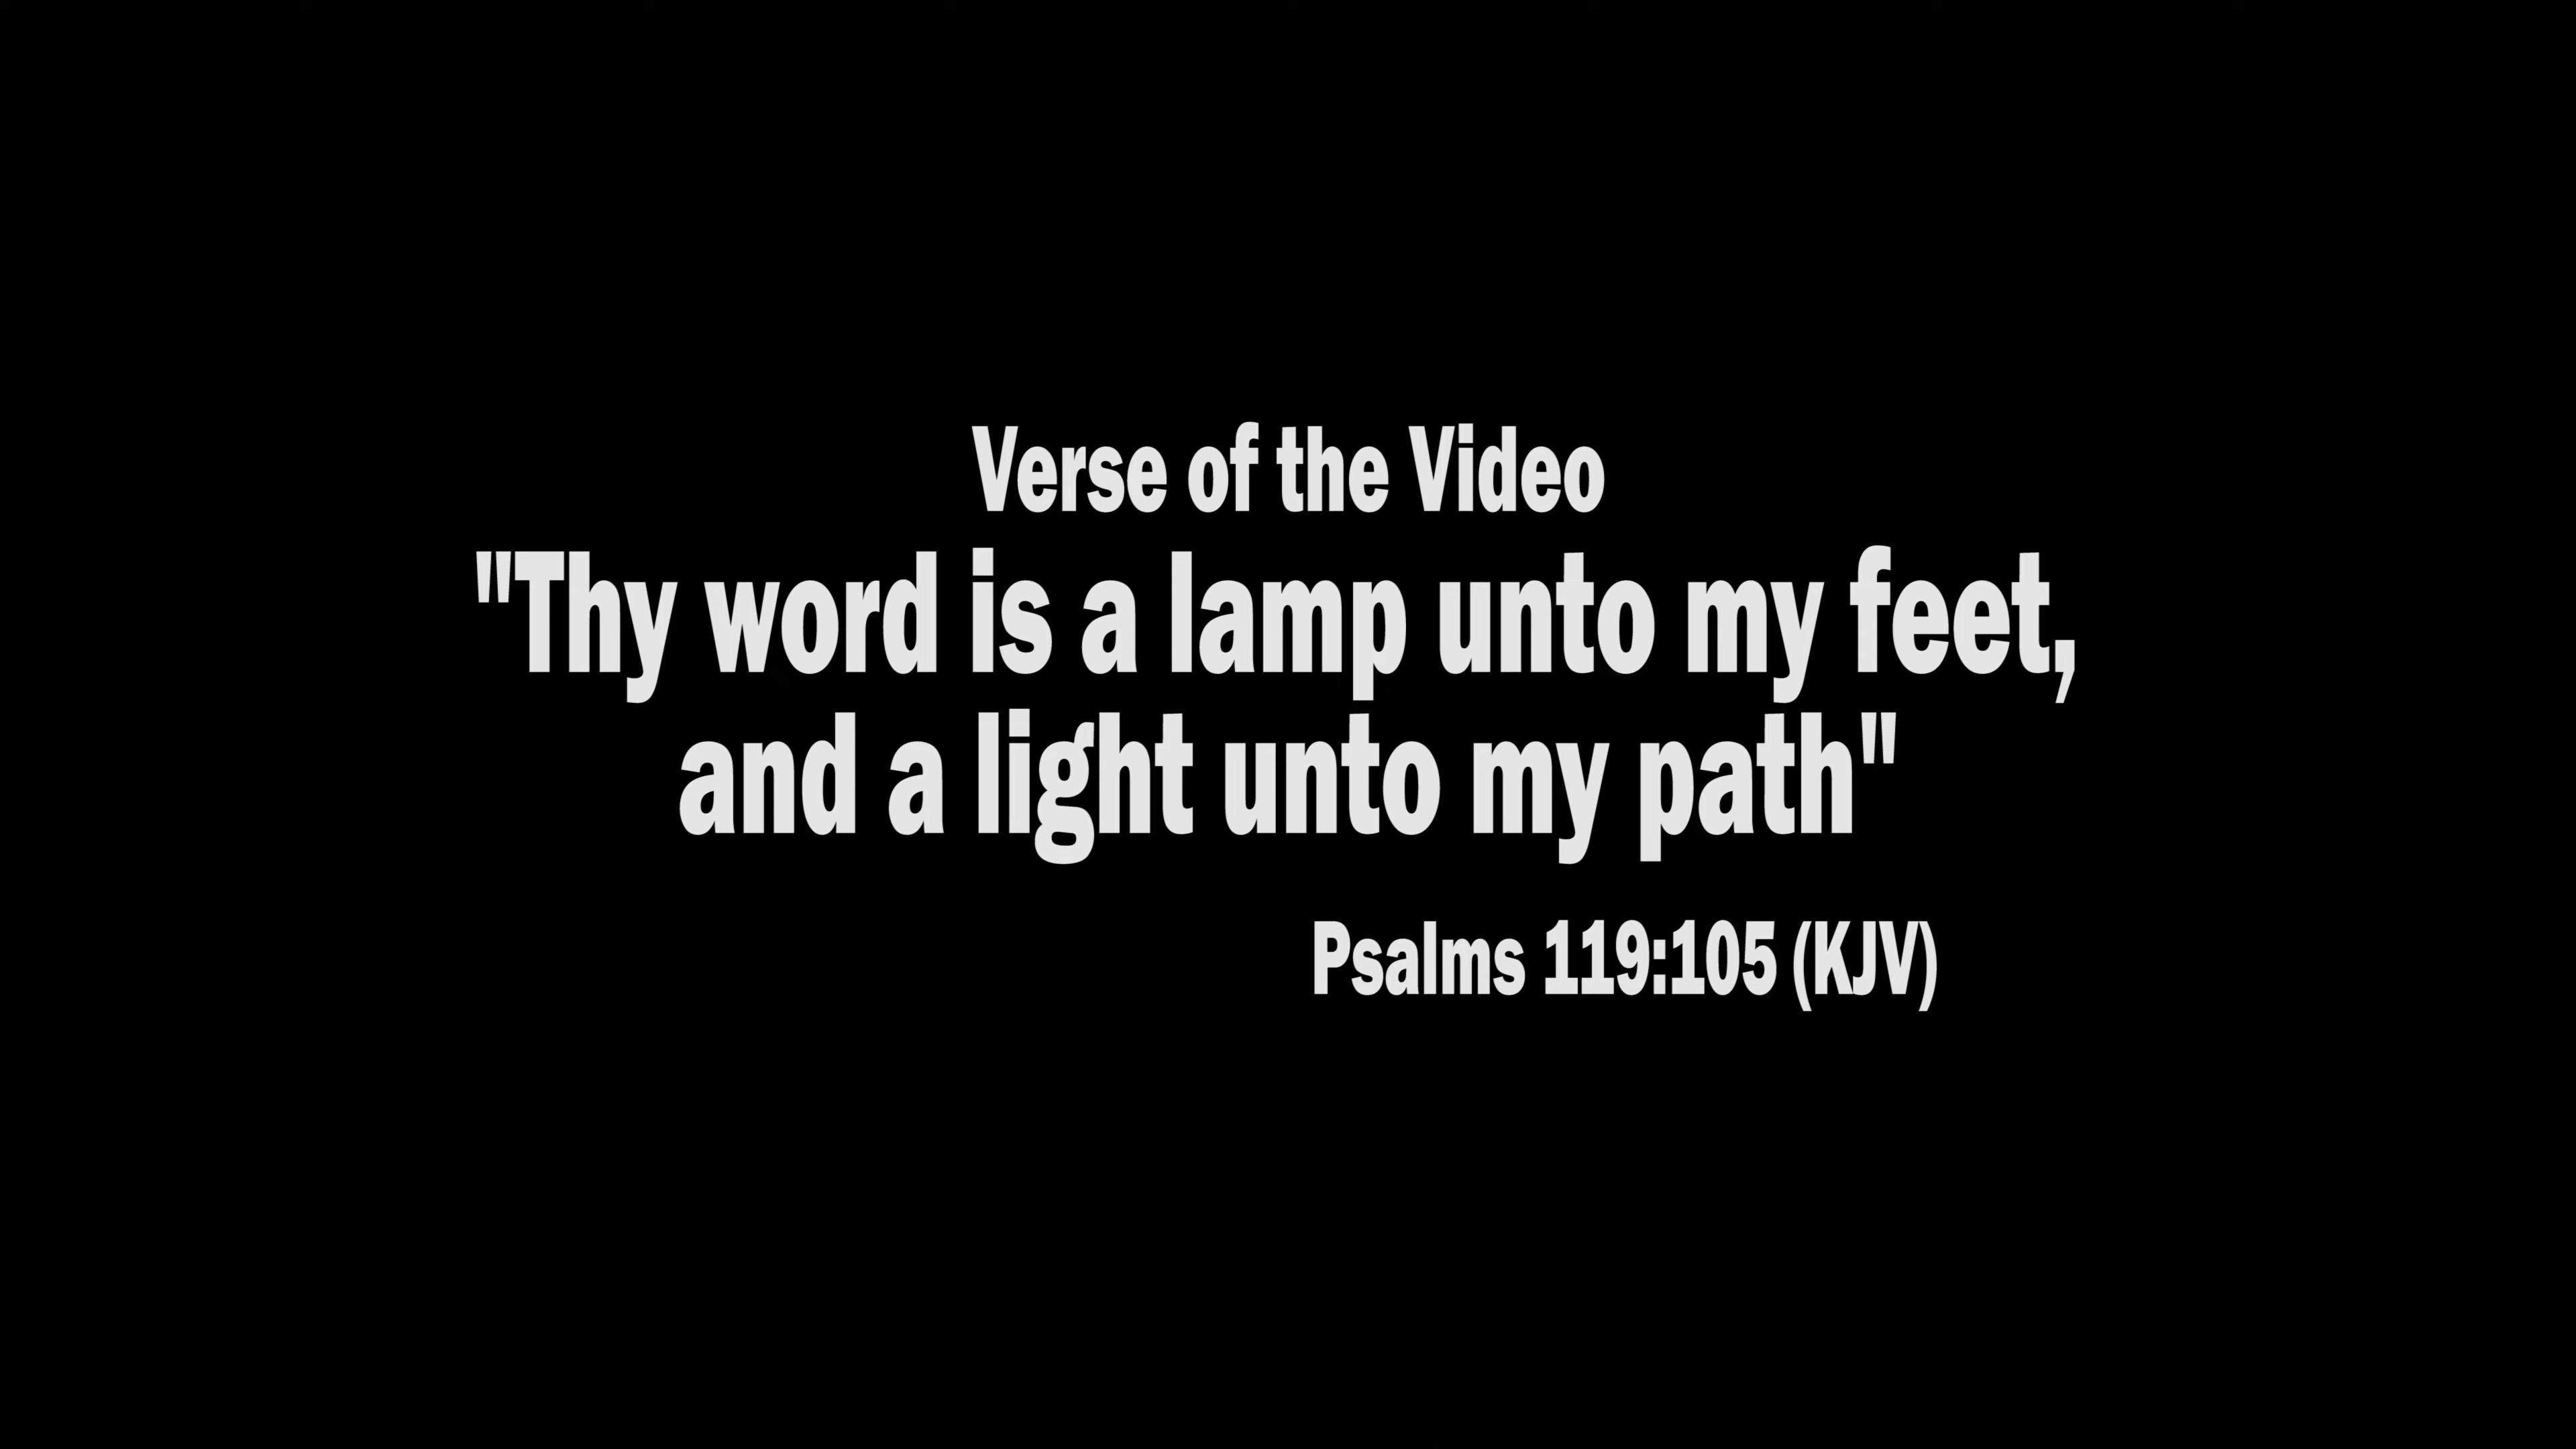 Verse of the Video
"Thy word is a lamp unto my feet,
and a light unto my path"
Psalms 119:105 (KJV)